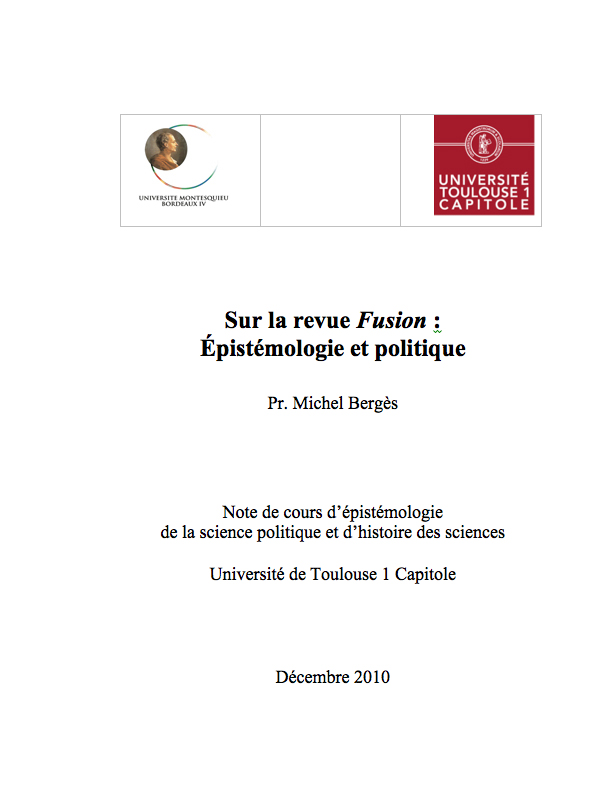 UNIVERSITE MONTESQUIEU
BORDEAUX IV
UNIVERSITÉ
TOULOUSE 1
CAPITOLE
Sur la revue Fusion :
Épistémologie et politique
Pr. Michel Bergès
Note de cours d’épistémologie
de la science politique et d’histoire des sciences
Université de Toulouse 1 Capitole
Décembre 2010